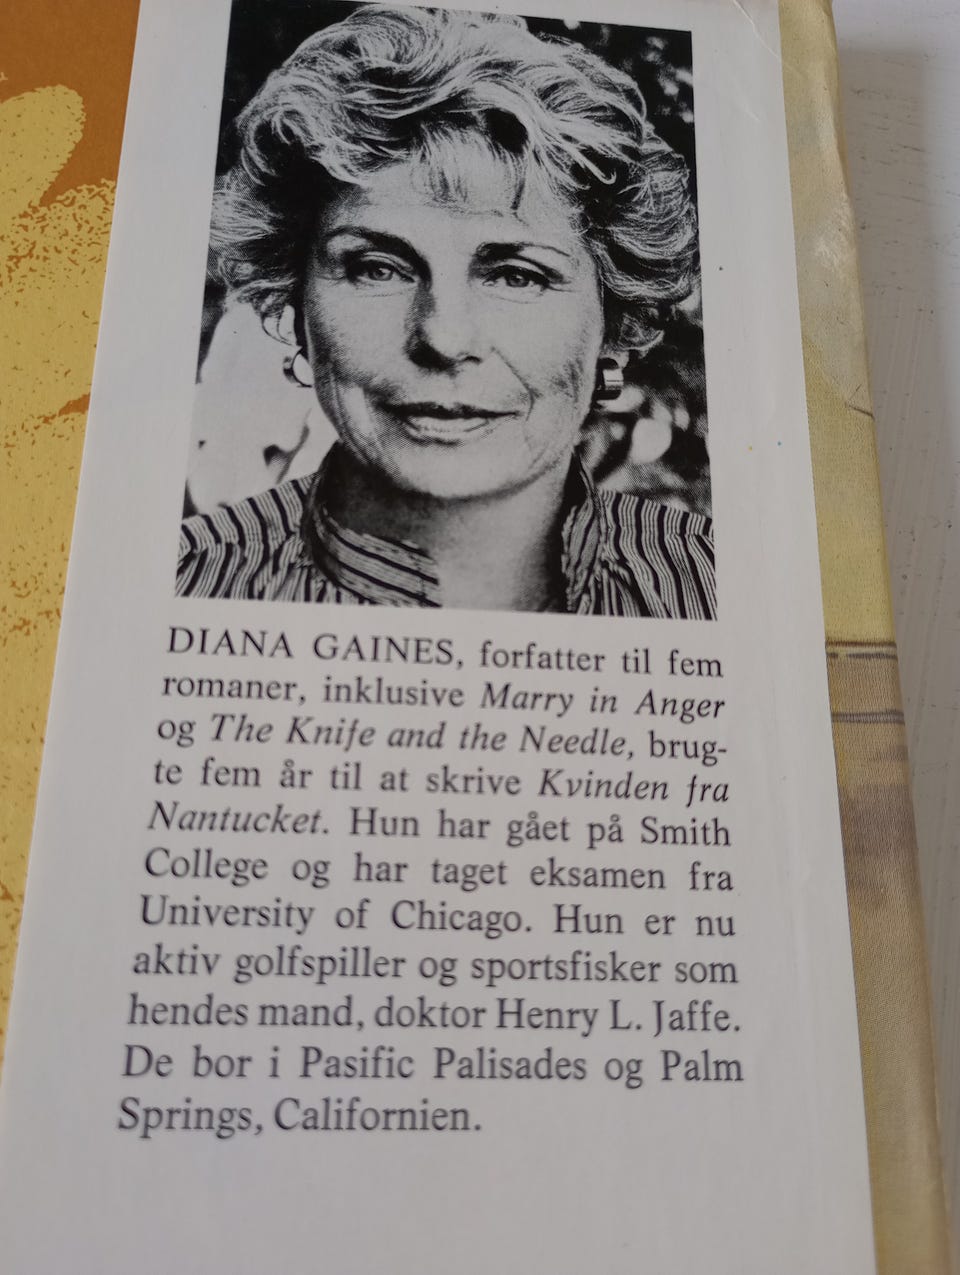 DIANA GAINES, forfatter til fem
romaner, inklusive Marry in Anger
og The Knife and the Needle, brug-
te fem år til at skrive Kvinden fra
Nantucket. Hun har gået på Smith
College og har taget eksamen fra
University of Chicago. Hun er nu
aktiv golfspiller og sportsfisker som
hendes mand, doktor Henry L. Jaffe.
De bor i Pasific Palisades og Palm
Springs, Californien.